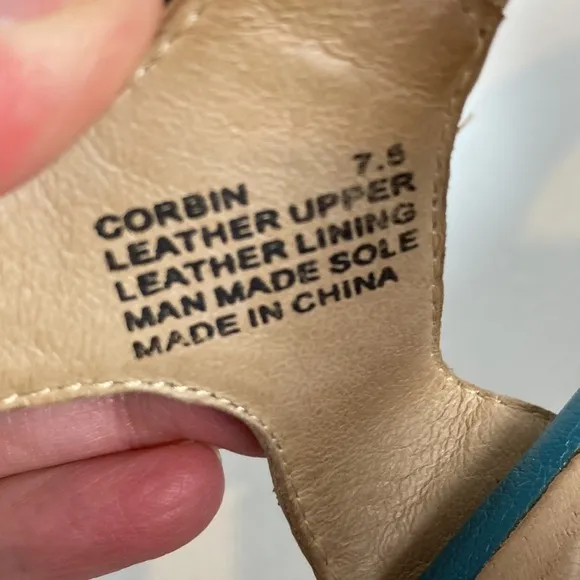 CORBIN 7.5
LEATHER UPPER
LEATHER LINING
MAN MADE SOLE
MADE IN CHINA